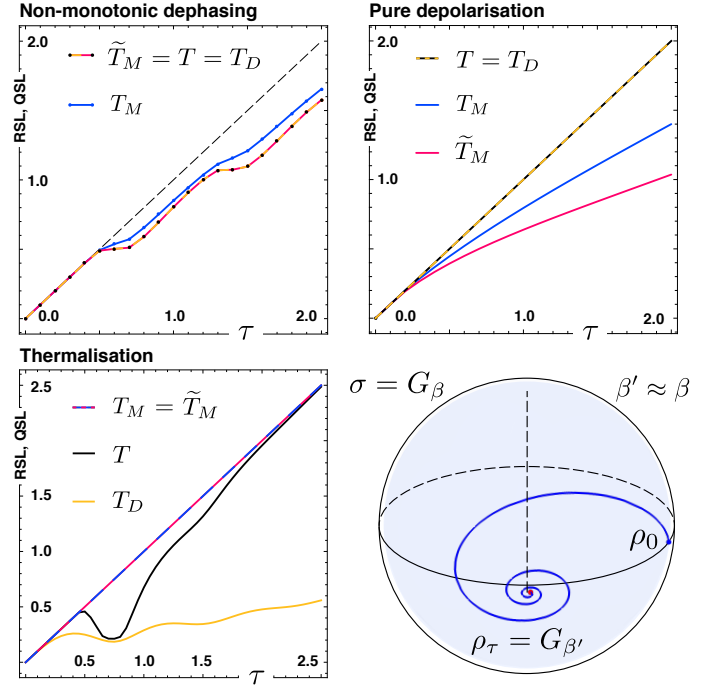 Non-monotonic dephasing
2.0
1.0
RSL, QSL
T̃_M = T = T_D
T_M
0.0 1.0 2.0
τ
Pure depolarisation
2.0
1.0
RSL, QSL
T = T_D
T_M
T̃_M
0.0 1.0 2.0
τ
Thermalisation
2.5
1.5
1.0
0.5
RSL, QSL
T_M = T̃_M
T
T_D
0.5 1.0 1.5 2.5
τ
σ = G_β β′ ≈ β
ρ_0
ρ_τ = G_β′